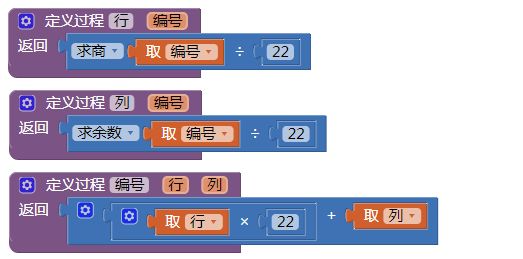 定义过程 行 编号
返回 求商 取 编号 ÷ 22
定义过程 列 编号
返回 求余数 取 编号 ÷ 22
定义过程 编号 行 列
返回 取 行 × 22 + 取 列